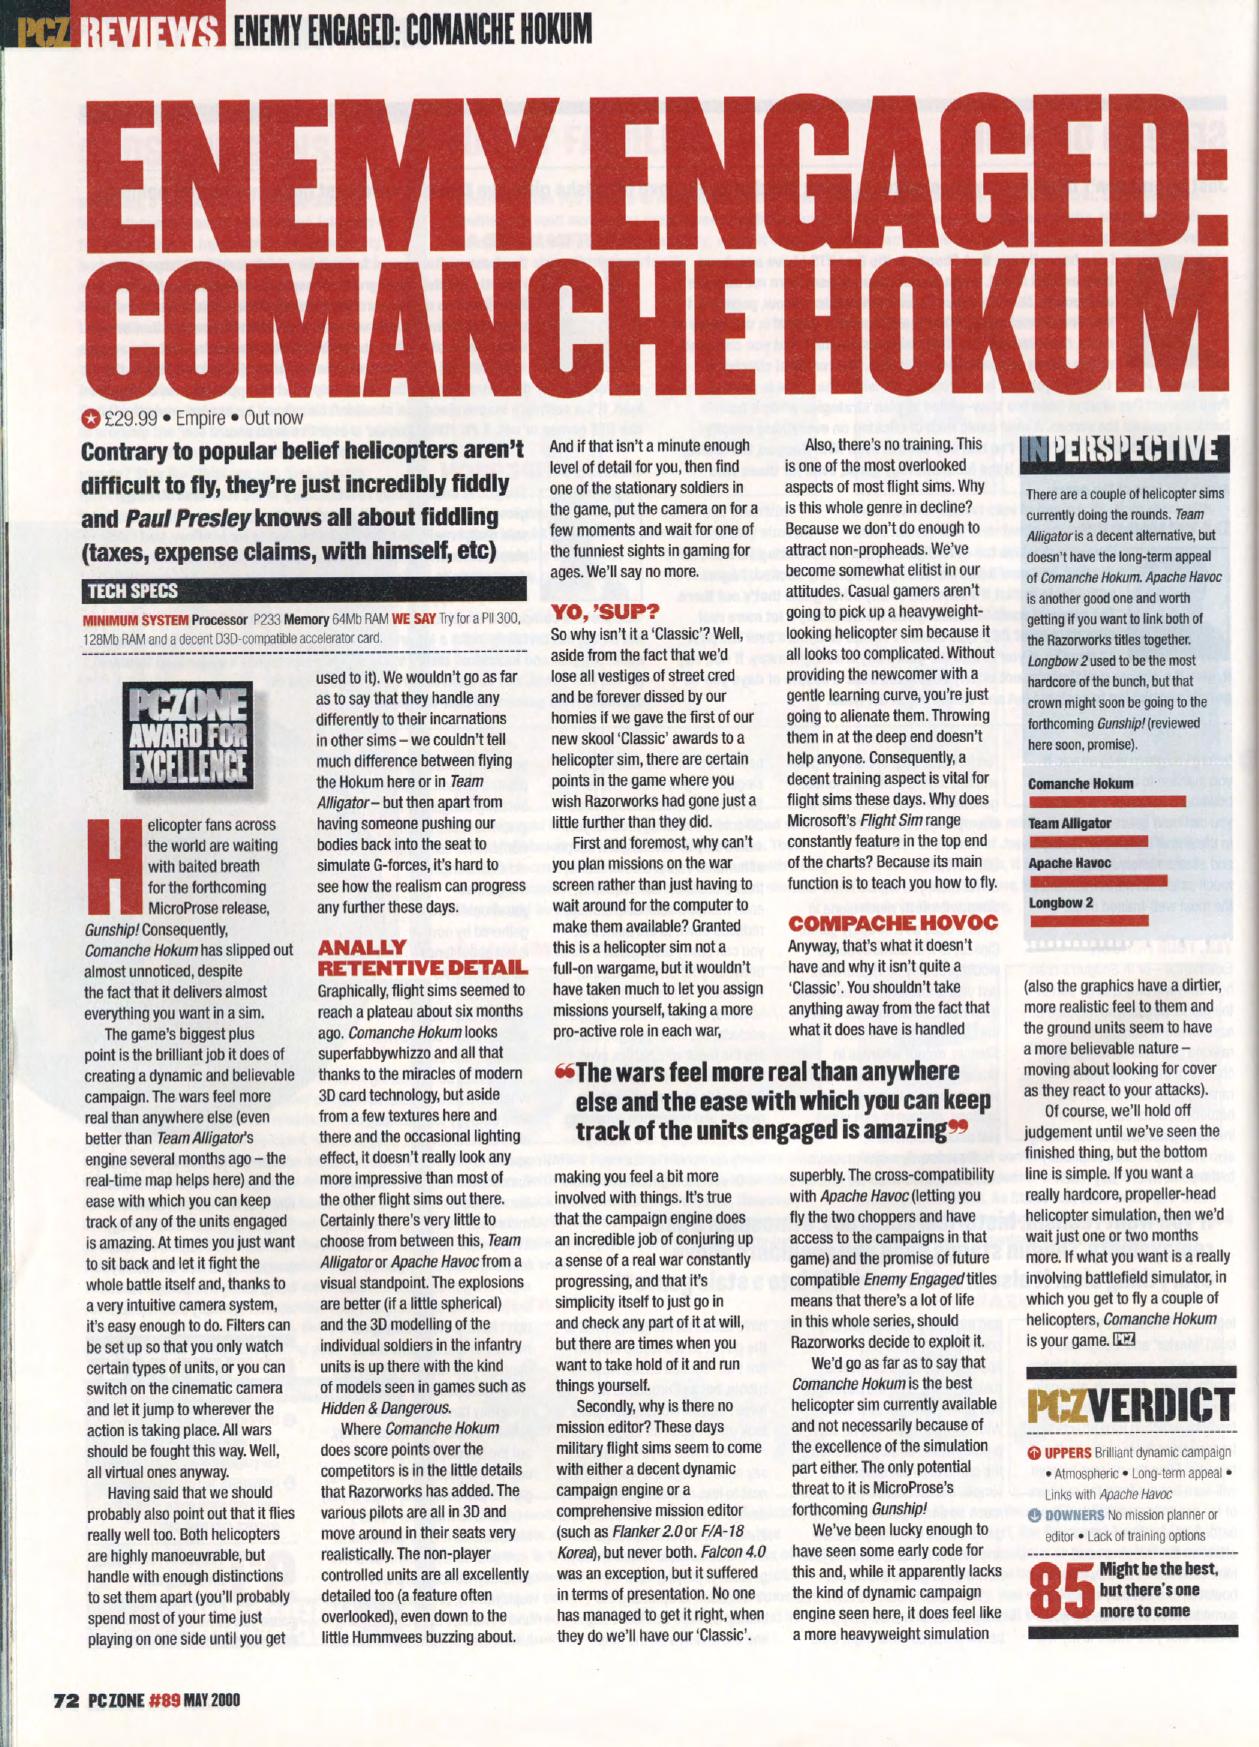 PCZ REVIEWS ENEMY ENGAGED: COMANCHE HOKUM
ENEMY ENGAGED:
COMANCHE HOKUM
£29.99 • Empire • Out now
Contrary to popular belief helicopters aren't
difficult to fly, they're just incredibly fiddly
and Paul Presley knows all about fiddling
(taxes, expense claims, with himself, etc)
TECH SPECS
MINIMUM SYSTEM Processor P233 Memory 64Mb RAM WE SAY Try for a PII 300,
128Mb RAM and a decent D3D-compatible accelerator card.
PCZONE
AWARD FOR
EXCELLENCE
Helicopter fans across
the world are waiting
with baited breath
for the forthcoming
MicroProse release,
Gunship! Consequently,
Comanche Hokum has slipped out
almost unnoticed, despite
the fact that it delivers almost
everything you want in a sim.
The game's biggest plus
point is the brilliant job it does of
creating a dynamic and believable
campaign. The wars feel more
real than anywhere else (even
better than Team Alligator's
engine several months ago – the
real-time map helps here) and the
ease with which you can keep
track of any of the units engaged
is amazing. At times you just want
to sit back and let it fight the
whole battle itself and, thanks to
a very intuitive camera system,
it's easy enough to do. Filters can
be set up so that you only watch
certain types of units, or you can
switch on the cinematic camera
and let it jump to wherever the
action is taking place. All wars
should be fought this way. Well,
all virtual ones anyway.
Having said that we should
probably also point out that it flies
really well too. Both helicopters
are highly manoeuvrable, but
handle with enough distinctions
to set them apart (you'll probably
spend most of your time just
playing on one side until you get
used to it). We wouldn't go as far
as to say that they handle any
differently to their incarnations
in other sims – we couldn't tell
much difference between flying
the Hokum here or in Team
Alligator – but then apart from
having someone pushing our
bodies back into the seat to
simulate G-forces, it's hard to
see how the realism can progress
any further these days.
ANALLY
RETENTIVE DETAIL
Graphically, flight sims seemed to
reach a plateau about six months
ago. Comanche Hokum looks
superfabbywhizzo and all that
thanks to the miracles of modern
3D card technology, but aside
from a few textures here and
there and the occasional lighting
effect, it doesn't really look any
more impressive than most of
the other flight sims out there.
Certainly there's very little to
choose from between this, Team
Alligator or Apache Havoc from a
visual standpoint. The explosions
are better (if a little spherical)
and the 3D modelling of the
individual soldiers in the infantry
units is up there with the kind
of models seen in games such as
Hidden & Dangerous.
Where Comanche Hokum
does score points over the
competitors is in the little details
that Razorworks has added. The
various pilots are all in 3D and
move around in their seats very
realistically. The non-player
controlled units are all excellently
detailed too (a feature often
overlooked), even down to the
little Hummvees buzzing about.
And if that isn't a minute enough
level of detail for you, then find
one of the stationary soldiers in
the game, put the camera on for a
few moments and wait for one of
the funniest sights in gaming for
ages. We'll say no more.
YO, 'SUP?
So why isn't it a 'Classic'? Well,
aside from the fact that we'd
lose all vestiges of street cred
and be forever dissed by our
homies if we gave the first of our
new skool 'Classic' awards to a
helicopter sim, there are certain
points in the game where you
wish Razorworks had gone just a
little further than they did.
First and foremost, why can't
you plan missions on the war
screen rather than just having to
wait around for the computer to
make them available? Granted
this is a helicopter sim not a
full-on wargame, but it wouldn't
have taken much to let you assign
missions yourself, taking a more
pro-active role in each war,
making you feel a bit more
involved with things. It's true
that the campaign engine does
an incredible job of conjuring up
a sense of a real war constantly
progressing, and that it's
simplicity itself to just go in
and check any part of it at will,
but there are times when you
want to take hold of it and run
things yourself.
Secondly, why is there no
mission editor? These days
military flight sims seem to come
with either a decent dynamic
campaign engine or a
comprehensive mission editor
(such as Flanker 2.0 or F/A-18
Korea), but never both. Falcon 4.0
was an exception, but it suffered
in terms of presentation. No one
has managed to get it right, when
they do we'll have our 'Classic'.
Also, there's no training. This
is one of the most overlooked
aspects of most flight sims. Why
is this whole genre in decline?
Because we don't do enough to
attract non-propheads. We've
become somewhat elitist in our
attitudes. Casual gamers aren't
going to pick up a heavyweight-
looking helicopter sim because it
all looks too complicated. Without
providing the newcomer with a
gentle learning curve, you're just
going to alienate them. Throwing
them in at the deep end doesn't
help anyone. Consequently, a
decent training aspect is vital for
flight sims these days. Why does
Microsoft's Flight Sim range
constantly feature in the top end
of the charts? Because its main
function is to teach you how to fly.
COMPACHE HOVOC
Anyway, that's what it doesn't
have and why it isn't quite a
'Classic'. You shouldn't take
anything away from the fact that
what it does have is handled
“The wars feel more real than anywhere
else and the ease with which you can keep
track of the units engaged is amazing”
superbly. The cross-compatibility
with Apache Havoc (letting you
fly the two choppers and have
access to the campaigns in that
game) and the promise of future
compatible Enemy Engaged titles
means that there's a lot of life
in this whole series, should
Razorworks decide to exploit it.
We'd go as far as to say that
Comanche Hokum is the best
helicopter sim currently available
and not necessarily because of
the excellence of the simulation
part either. The only potential
threat to it is MicroProse's
forthcoming Gunship!
We've been lucky enough to
have seen some early code for
this and, while it apparently lacks
the kind of dynamic campaign
engine seen here, it does feel like
a more heavyweight simulation
INPERSPECTIVE
There are a couple of helicopter sims
currently doing the rounds. Team
Alligator is a decent alternative, but
doesn't have the long-term appeal
of Comanche Hokum. Apache Havoc
is another good one and worth
getting if you want to link both of
the Razorworks titles together.
Longbow 2 used to be the most
hardcore of the bunch, but that
crown might soon be going to the
forthcoming Gunship! (reviewed
here soon, promise).
Comanche Hokum
Team Alligator
Apache Havoc
Longbow 2
(also the graphics have a dirtier,
more realistic feel to them and
the ground units seem to have
a more believable nature –
moving about looking for cover
as they react to your attacks).
Of course, we'll hold off
judgement until we've seen the
finished thing, but the bottom
line is simple. If you want a
really hardcore, propeller-head
helicopter simulation, then we'd
wait just one or two months
more. If what you want is a really
involving battlefield simulator, in
which you get to fly a couple of
helicopters, Comanche Hokum
is your game. PCZ
PCZVERDICT
UPPERS Brilliant dynamic campaign
• Atmospheric • Long-term appeal •
Links with Apache Havoc
DOWNERS No mission planner or
editor • Lack of training options
85 Might be the best,
but there's one
more to come
72 PCZONE #89 MAY 2000